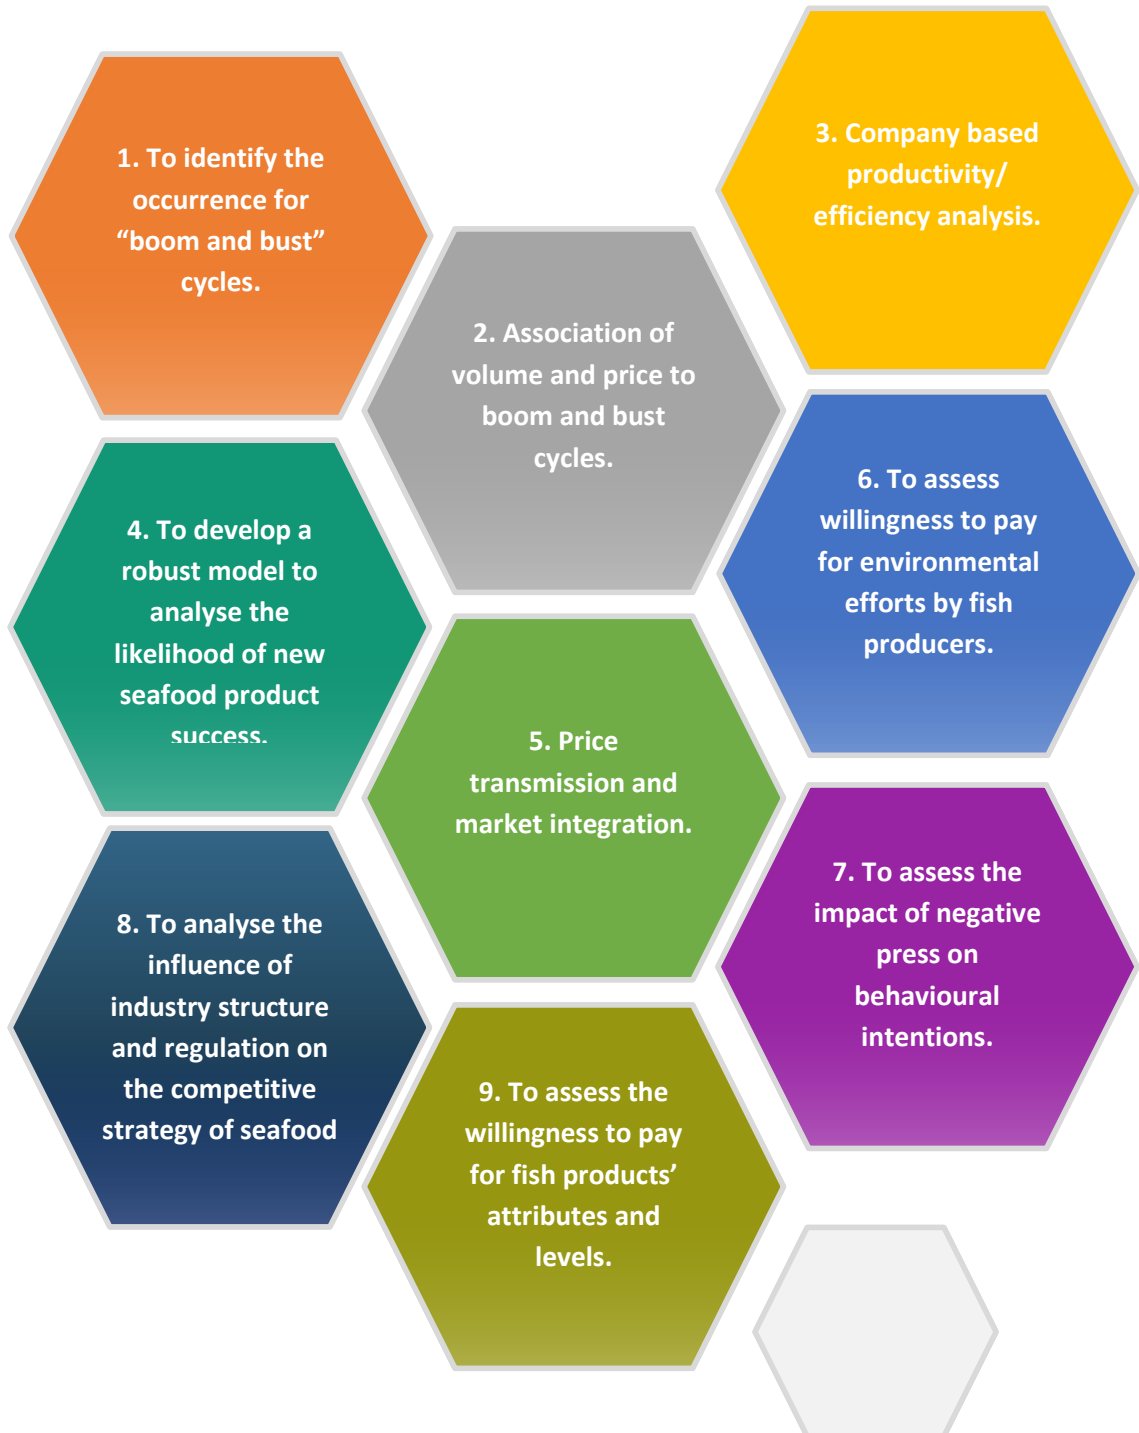 1. To identify the
occurrence for
“boom and bust”
cycles.
2. Association of
volume and price to
boom and bust
cycles.
3. Company based
productivity/
efficiency analysis.
4. To develop a
robust model to
analyse the
likelihood of new
seafood product
success.
5. Price
transmission and
market integration.
6. To assess
willingness to pay
for environmental
efforts by fish
producers.
7. To assess the
impact of negative
press on
behavioural
intentions.
8. To analyse the
influence of
industry structure
and regulation on
the competitive
strategy of seafood
9. To assess the
willingness to pay
for fish products’
attributes and
levels.